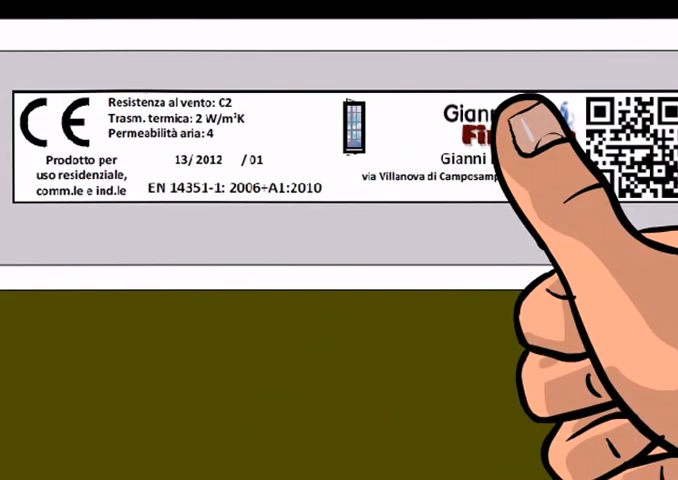 CE
Resistenza al vento: C2
Trasm. termica: 2 W/m²K
Permeabilità aria: 4
Prodotto per
uso residenziale,
comm.le e ind.le
13/ 2012 / 01
EN 14351-1: 2006+A1:2010
Gianni
via Villanova di